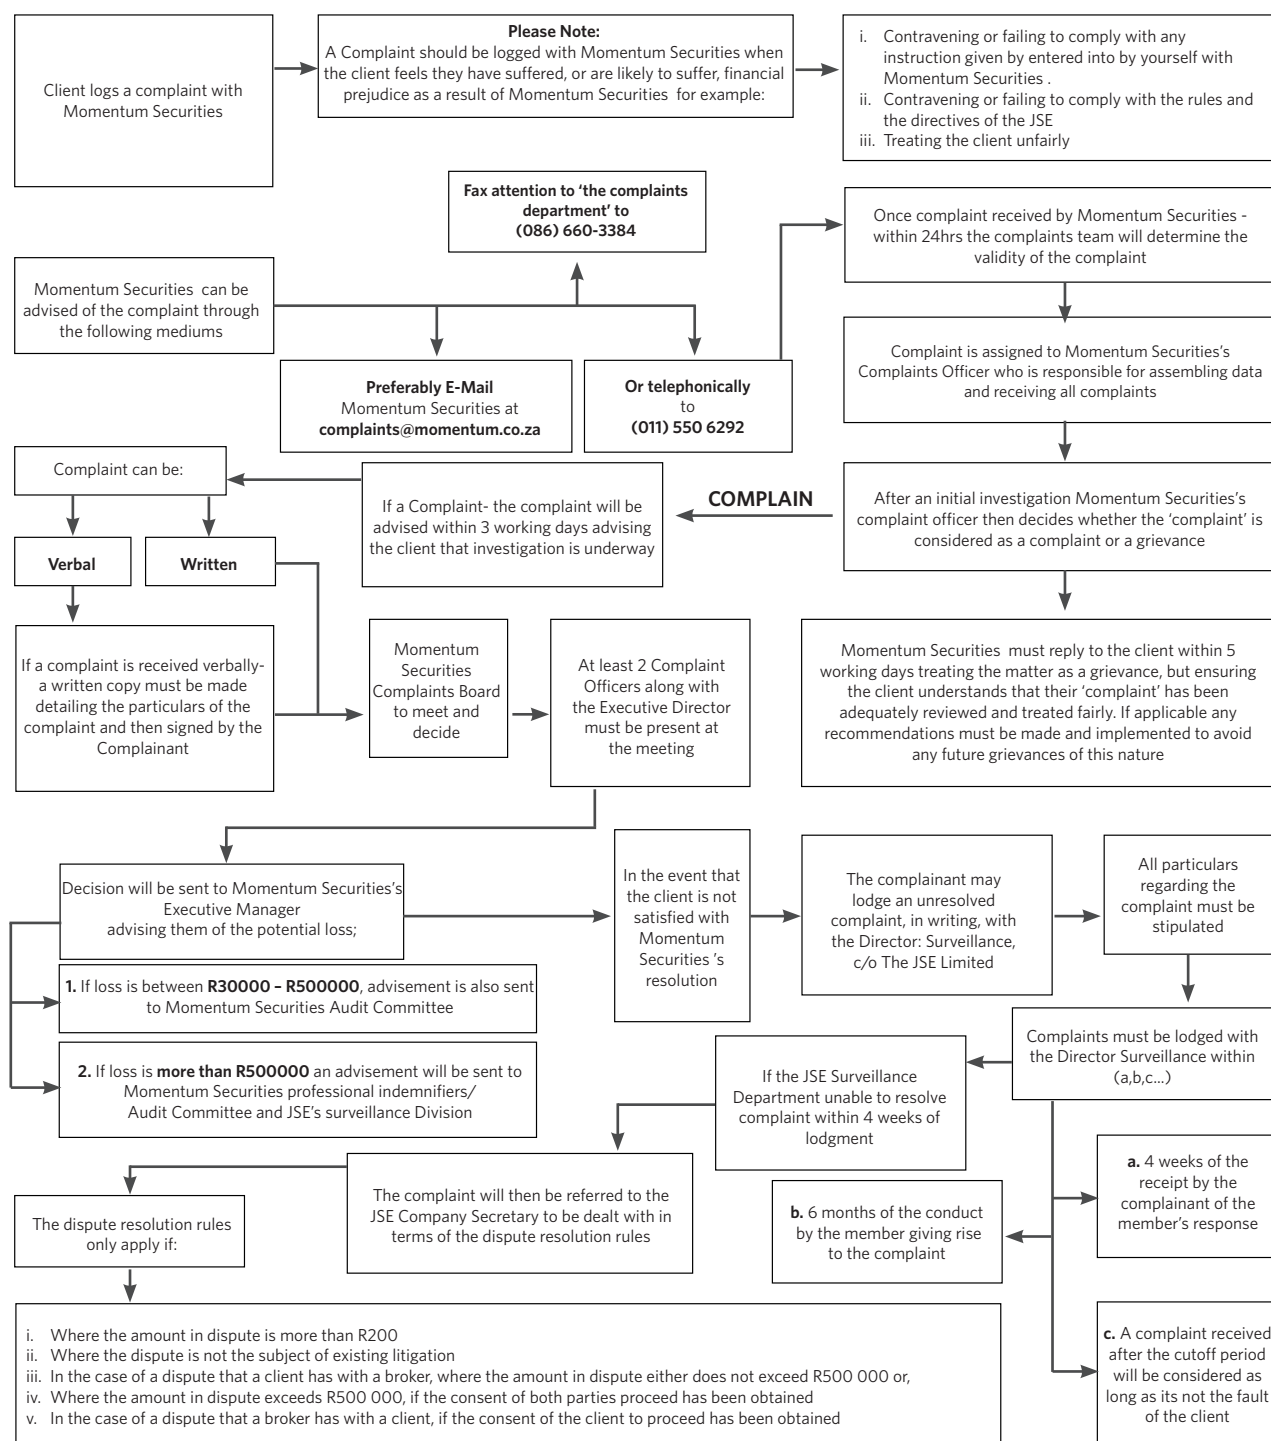 Client logs a complaint with
Momentum Securities
Please Note:
A Complaint should be logged with Momentum Securities when
the client feels they have suffered, or are likely to suffer, financial
prejudice as a result of Momentum Securities for example:
i. Contravening or failing to comply with any
instruction given by entered into by yourself with
Momentum Securities .
ii. Contravening or failing to comply with the rules and
the directives of the JSE
iii. Treating the client unfairly
Momentum Securities can be
advised of the complaint through
the following mediums
Fax attention to ‘the complaints
department’ to
(086) 660-3384
Preferably E-Mail
Momentum Securities at
complaints@momentum.co.za
Or telephonically
to
(011) 550 6292
Once complaint received by Momentum Securities -
within 24hrs the complaints team will determine the
validity of the complaint
Complaint is assigned to Momentum Securities’s
Complaints Officer who is responsible for assembling data
and receiving all complaints
After an initial investigation Momentum Securities’s
complaint officer then decides whether the ‘complaint’ is
considered as a complaint or a grievance
COMPLAIN
If a Complaint- the complaint will be
advised within 3 working days advising
the client that investigation is underway
Complaint can be:
Verbal
Written
If a complaint is received verbally-
a written copy must be made
detailing the particulars of the
complaint and then signed by the
Complainant
Momentum
Securities
Complaints Board
to meet and
decide
At least 2 Complaint
Officers along with
the Executive Director
must be present at
the meeting
Momentum Securities must reply to the client within 5
working days treating the matter as a grievance, but ensuring
the client understands that their ‘complaint’ has been
adequately reviewed and treated fairly. If applicable any
recommendations must be made and implemented to avoid
any future grievances of this nature
Decision will be sent to Momentum Securities’s
Executive Manager
advising them of the potential loss;
1. If loss is between R30000 – R500000, advisement is also sent
to Momentum Securities Audit Committee
2. If loss is more than R500000 an advisement will be sent to
Momentum Securities professional indemnifiers/
Audit Committee and JSE’s surveillance Division
In the event that
the client is not
satisfied with
Momentum
Securities ’s
resolution
The complainant may
lodge an unresolved
complaint, in writing, with
the Director: Surveillance,
c/o The JSE Limited
All particulars
regarding the
complaint must be
stipulated
Complaints must be lodged with
the Director Surveillance within
(a,b,c...)
If the JSE Surveillance
Department unable to resolve
complaint within 4 weeks of
lodgment
a. 4 weeks of the
receipt by the
complainant of the
member’s response
b. 6 months of the conduct
by the member giving rise
to the complaint
c. A complaint received
after the cutoff period
will be considered as
long as its not the fault
of the client
The complaint will then be referred to the
JSE Company Secretary to be dealt with in
terms of the dispute resolution rules
The dispute resolution rules
only apply if:
i. Where the amount in dispute is more than R200
ii. Where the dispute is not the subject of existing litigation
iii. In the case of a dispute that a client has with a broker, where the amount in dispute either does not exceed R500 000 or,
iv. Where the amount in dispute exceeds R500 000, if the consent of both parties proceed has been obtained
v. In the case of a dispute that a broker has with a client, if the consent of the client to proceed has been obtained